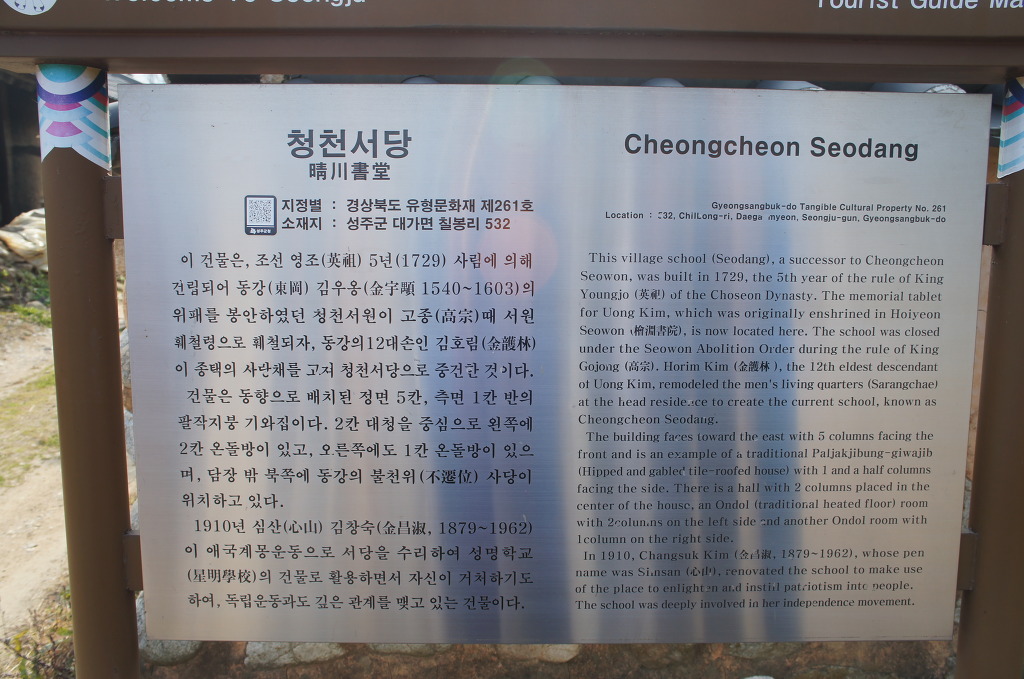 Welcome To Seongju
Tourist Guide Ma
청천서당
晴川書堂
지정별 : 경상북도 유형문화재 제261호
소재지 : 성주군 대가면 칠봉리 532
이 건물은, 조선 영조(英祖) 5년(1729) 사림에 의해
건립되어 동강(東岡) 김우옹(金宇顒 1540~1603)의
위패를 봉안하였던 청천서원이 고종(高宗)때 서원
훼철령으로 훼철되자, 동강의12대손인 김호림(金護林)
이 종택의 사랑채를 고쳐 청천서당으로 중건한 것이다.
건물은 동향으로 배치된 정면 5칸, 측면 1칸 반의
팔작지붕 기와집이다. 2칸 대청을 중심으로 왼쪽에
2칸 온돌방이 있고, 오른쪽에도 1칸 온돌방이 있으
며, 담장 밖 북쪽에 동강의 불천위(不遷位) 사당이
위치하고 있다.
1910년 심산(心山) 김창숙(金昌淑, 1879~1962)
이 애국계몽운동으로 서당을 수리하여 성명학교
(星明學校)의 건물로 활용하면서 자신이 거처하기도
하여, 독립운동과도 깊은 관계를 맺고 있는 건물이다.
Cheongcheon Seodang
Gyeongsangbuk-do Tangible Cultural Property No. 261
Location : 532, ChilLong-ri, Daega myeon, Seongju-gun, Gyeongsangbuk-do
This village school (Seodang), a successor to Cheongcheon
Seowon, was built in 1729, the 5th year of the rule of King
Youngjo (英祖) of the Choseon Dynasty. The memorial tablet
for Uong Kim, which was originally enshrined in Hoiyeon
Seowon (檜淵書院), is now located here. The school was closed
under the Seowon Abolition Order during the rule of King
Gojong (高宗). Horim Kim (金護林), the 12th eldest descendant
of Uong Kim, remodeled the men's living quarters (Sarangchae)
at the head residence to create the current school, known as
Cheongcheon Seodang.
The building faces toward the east with 5 columns facing the
front and is an example of a traditional Paljakjibung-giwajib
(Hipped and gabled tile-roofed house) with 1 and a half columns
facing the side. There is a hall with 2 columns placed in the
center of the house, an Ondol (traditional heated floor) room
with 2columns on the left side and another Ondol room with
1column on the right side.
In 1910, Changsuk Kim (金昌淑, 1879~1962), whose pen
name was Simsan (心山), renovated the school to make use
of the place to enlighten and instill patriotism into people.
The school was deeply involved in her independence movement.